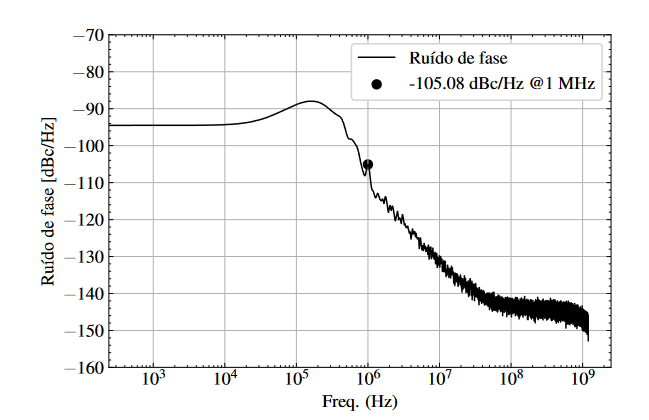 −70
−80
−90
−100
−110
−120
−130
−140
−150
−160
Ruído de fase [dBc/Hz]
Ruído de fase
-105.08 dBc/Hz @1 MHz
10³ 10⁴ 10⁵ 10⁶ 10⁷ 10⁸ 10⁹
Freq. (Hz)